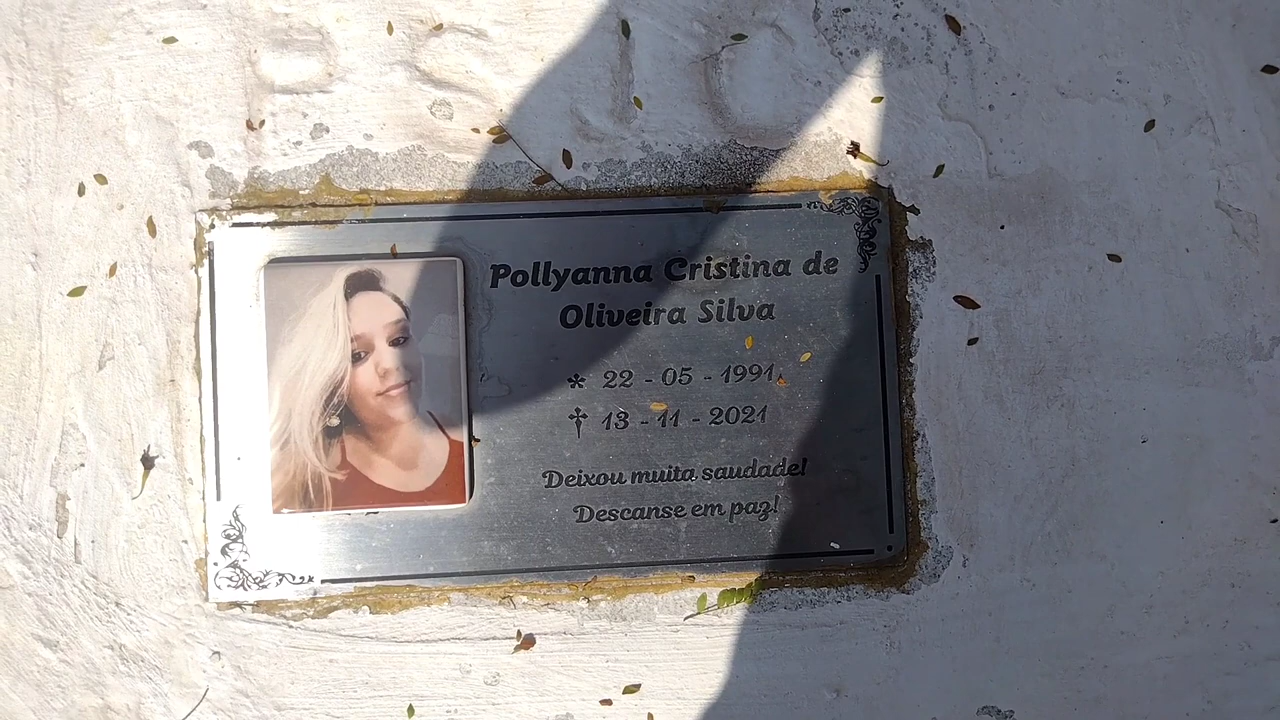 Pollyanna Cristina de
Oliveira Silva
* 22 - 05 - 1991
† 13 - 11 - 2021
Deixou muita saudade!
Descanse em paz!